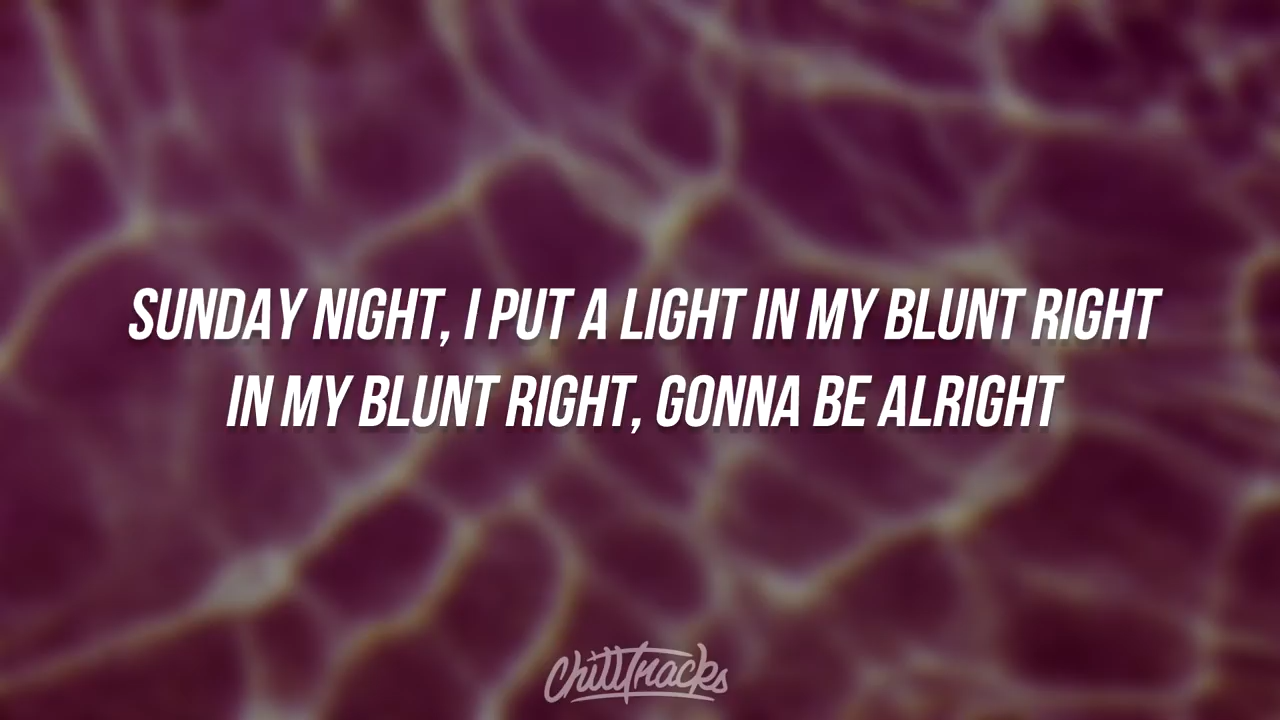 SUNDAY NIGHT, I PUT A LIGHT IN MY BLUNT RIGHT
IN MY BLUNT RIGHT, GONNA BE ALRIGHT
ChillTracks